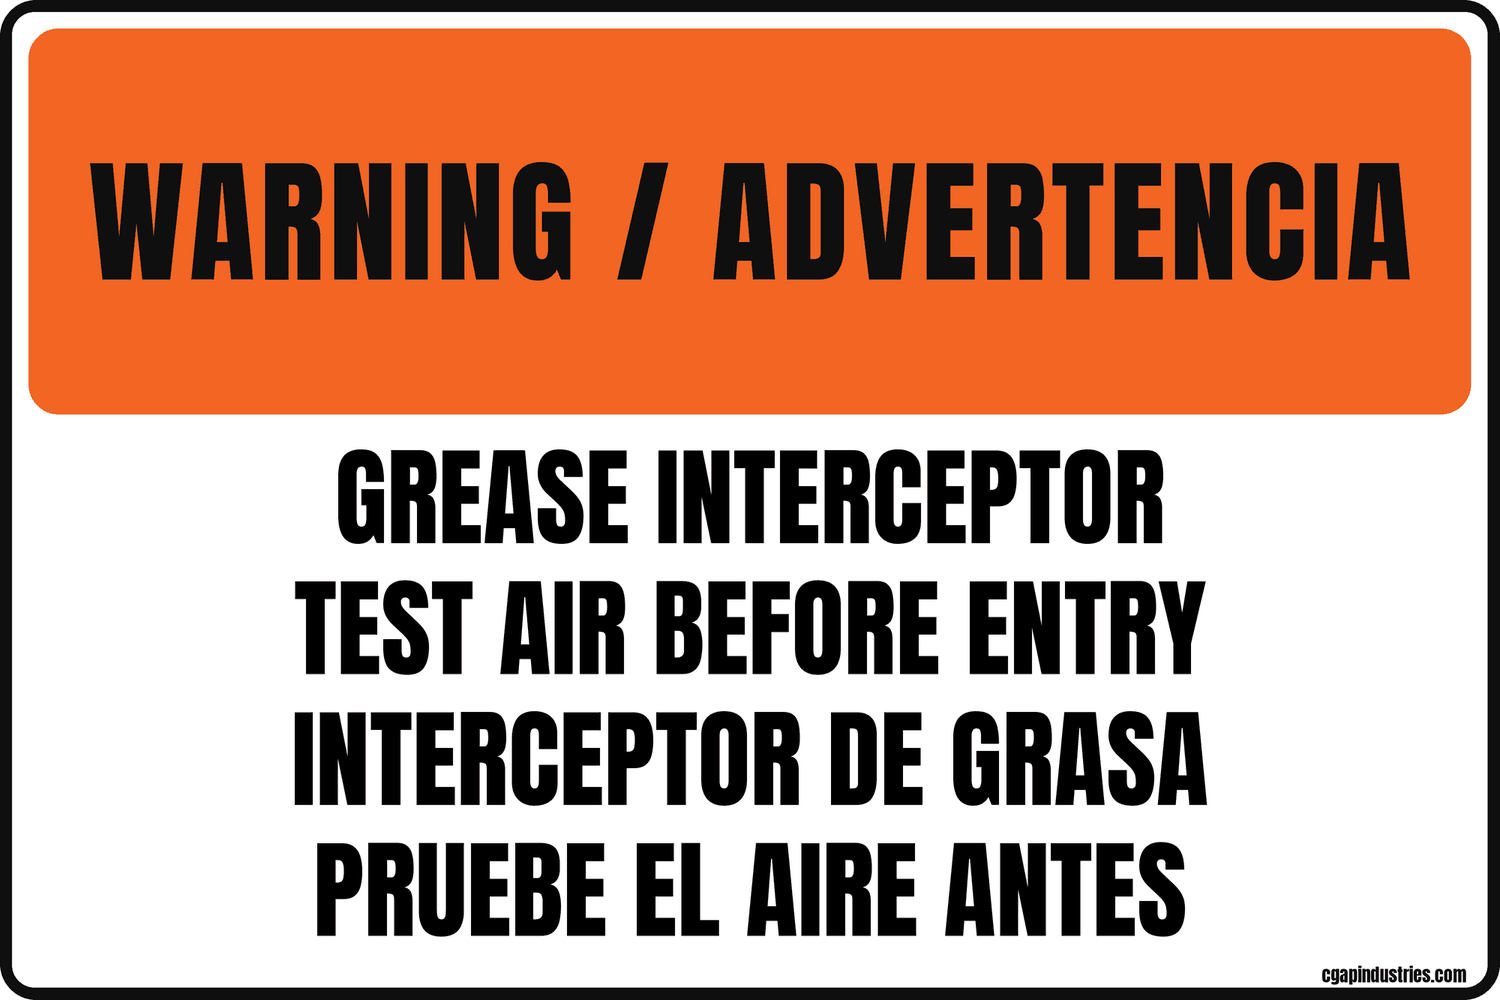 WARNING / ADVERTENCIA
GREASE INTERCEPTOR
TEST AIR BEFORE ENTRY
INTERCEPTOR DE GRASA
PRUEBE EL AIRE ANTES
cgapindustries.com